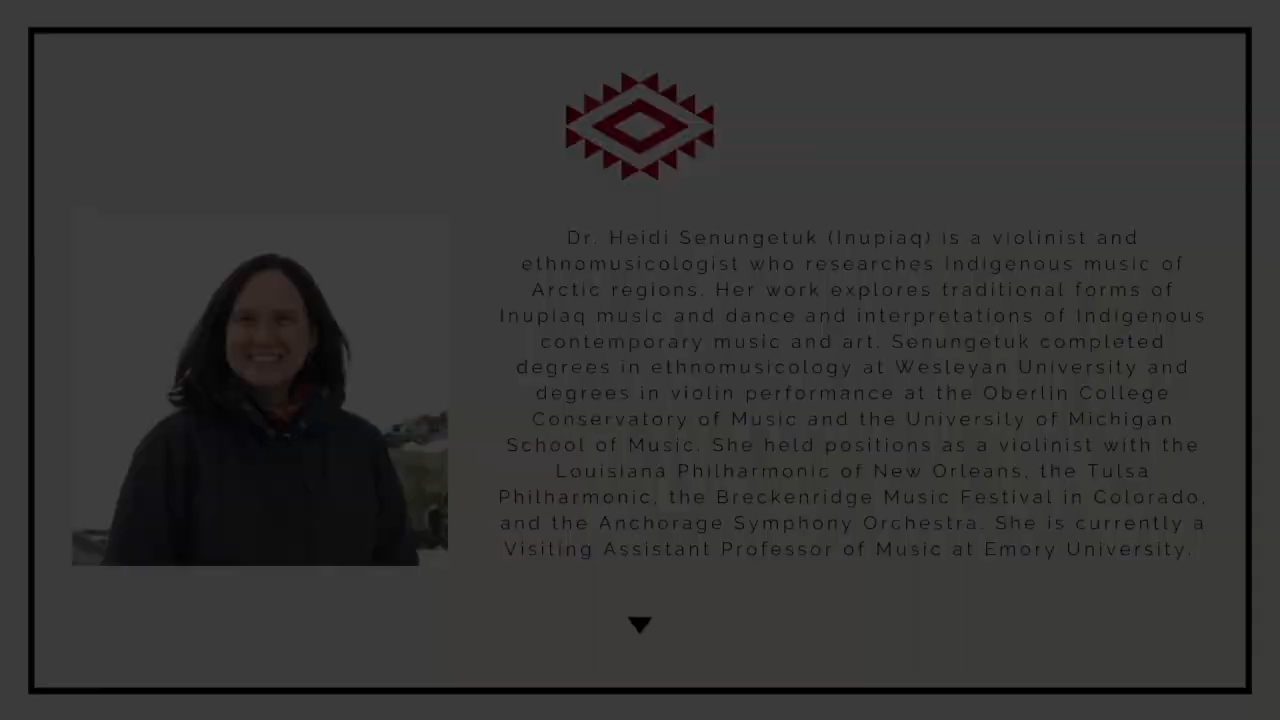 Dr. Heidi Senungetuk (Inupiaq) is a violinist and
ethnomusicologist who researches Indigenous music of
Arctic regions. Her work explores traditional forms of
Inupiaq music and dance and interpretations of Indigenous
contemporary music and art. Senungetuk completed
degrees in ethnomusicology at Wesleyan University and
degrees in violin performance at the Oberlin College
Conservatory of Music and the University of Michigan
School of Music. She held positions as a violinist with the
Louisiana Philharmonic of New Orleans, the Tulsa
Philharmonic, the Breckenridge Music Festival in Colorado,
and the Anchorage Symphony Orchestra. She is currently a
Visiting Assistant Professor of Music at Emory University.